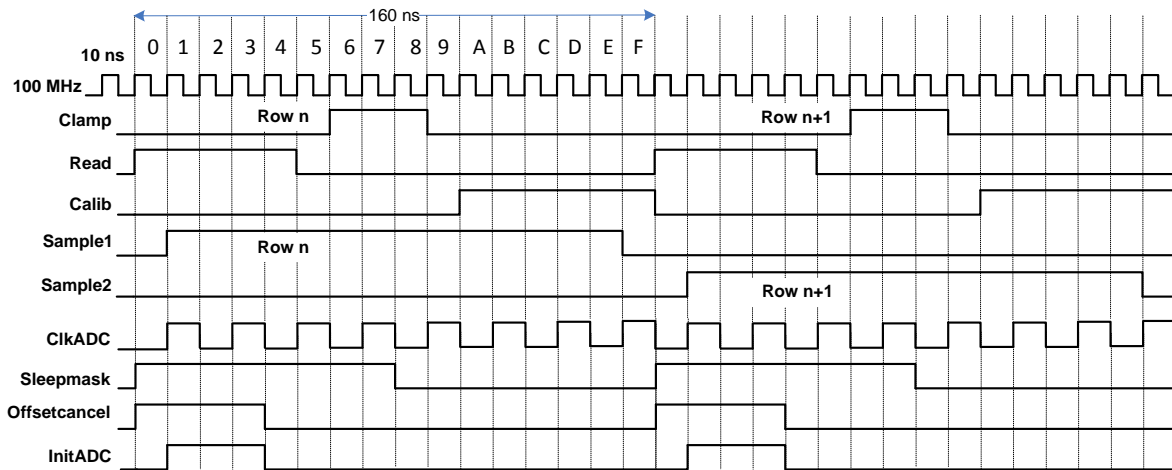 160 ns
10 ns 0 1 2 3 4 5 6 7 8 9 A B C D E F
100 MHz
Clamp Row n Row n+1
Read
Calib
Sample1 Row n
Sample2 Row n+1
ClkADC
Sleepmask
Offsetcancel
InitADC